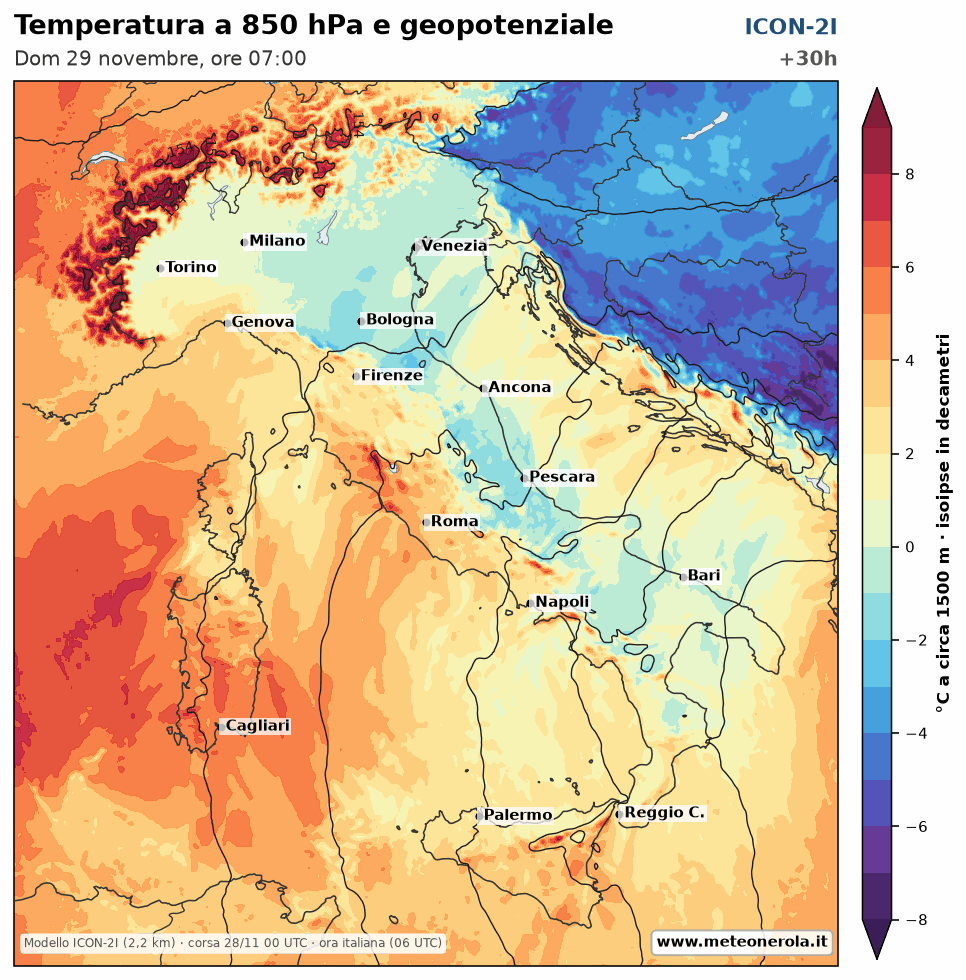 Temperatura a 850 hPa e geopotenziale
ICON-2I
Dom 29 novembre, ore 07:00
+30h
Milano
Venezia
Torino
Genova
Bologna
Firenze
Ancona
Pescara
Roma
Bari
Napoli
Cagliari
Palermo
Reggio C.
8
6
4
2
0
−2
−4
−6
−8
°C a circa 1500 m · isoipse in decametri
Modello ICON-2I (2,2 km) · corsa 28/11 00 UTC · ora italiana (06 UTC)
www.meteonerola.it